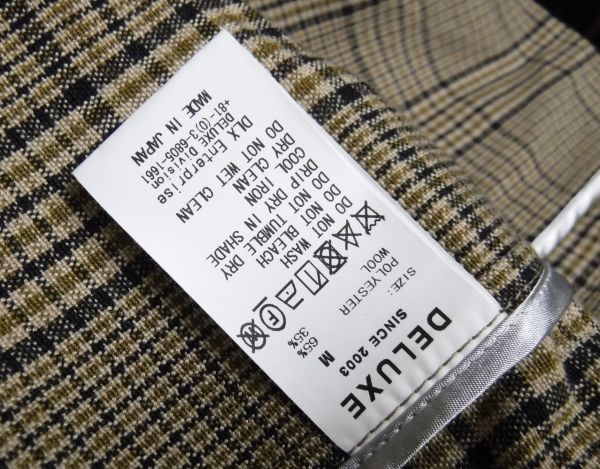 DELUXE
SINCE 2003
SIZE: M
POLYESTER 65%
WOOL 35%
DO NOT WASH
DO NOT BLEACH
DO NOT TUMBLE DRY
DRIP DRY IN SHADE
COOL IRON
DRY CLEAN
DO NOT WET CLEAN
DLX Enterprise
DELUXE Division
+81-(0)3-6805-1661
MADE IN JAPAN